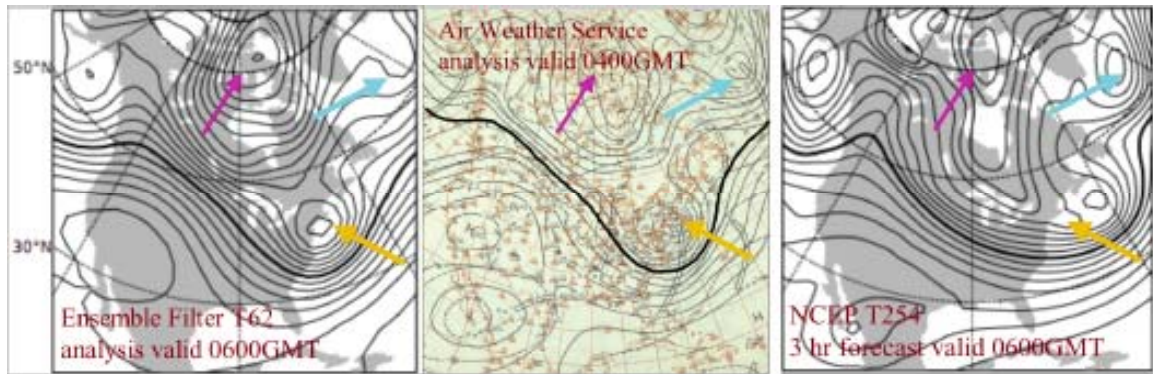 50°N
30°N
Ensemble Filter T62
analysis valid 0600GMT
Air Weather Service
analysis valid 0400GMT
NCEP T254
3 hr forecast valid 0600GMT